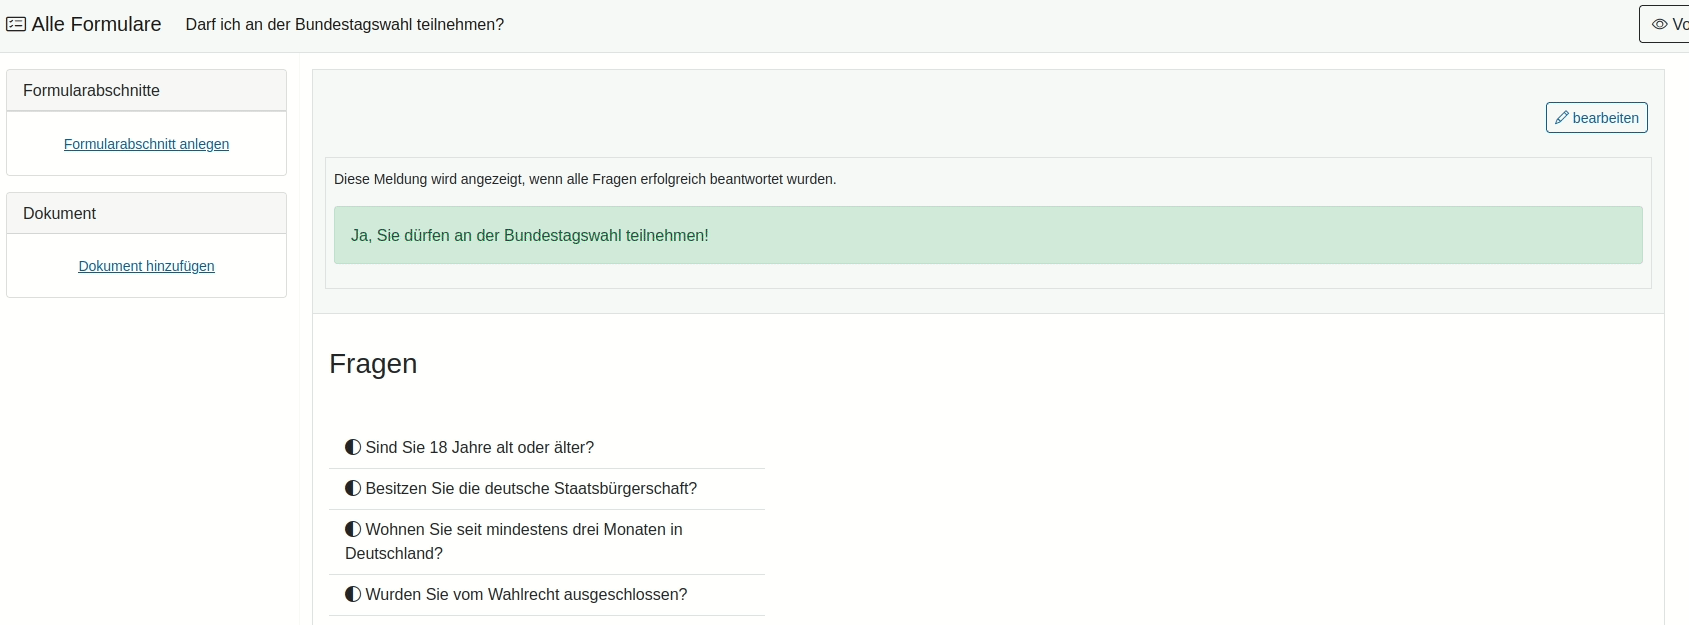 Alle Formulare Darf ich an der Bundestagswahl teilnehmen?
Formularabschnitte
Formularabschnitt anlegen
Dokument
Dokument hinzufügen
bearbeiten
Diese Meldung wird angezeigt, wenn alle Fragen erfolgreich beantwortet wurden.
Ja, Sie dürfen an der Bundestagswahl teilnehmen!
Fragen
Sind Sie 18 Jahre alt oder älter?
Besitzen Sie die deutsche Staatsbürgerschaft?
Wohnen Sie seit mindestens drei Monaten in
Deutschland?
Wurden Sie vom Wahlrecht ausgeschlossen?